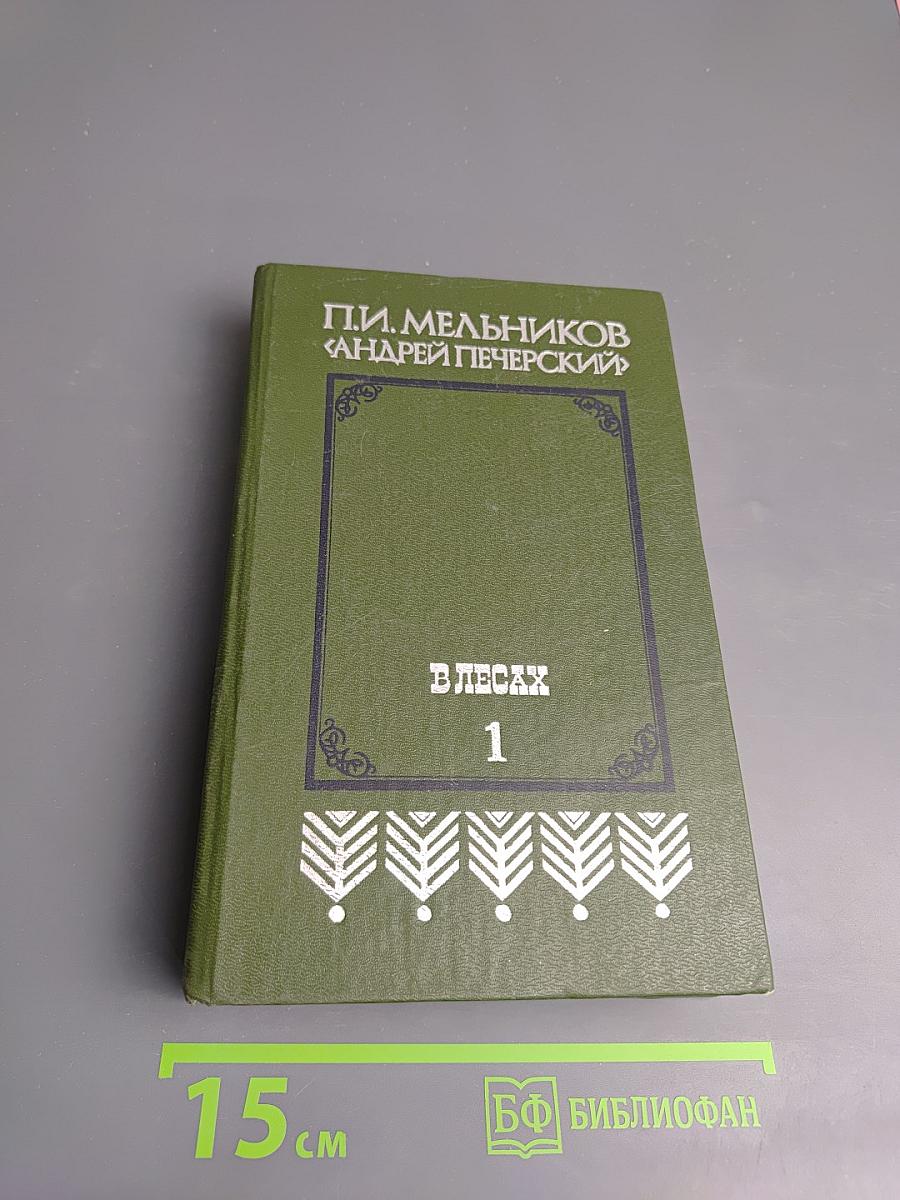 П.И. МЕЛЬНИКОВ
‹АНДРЕЙ ПЕЧЕРСКИЙ›
В ЛЕСАХ
1
15 см
БФ БИБЛИОФАН